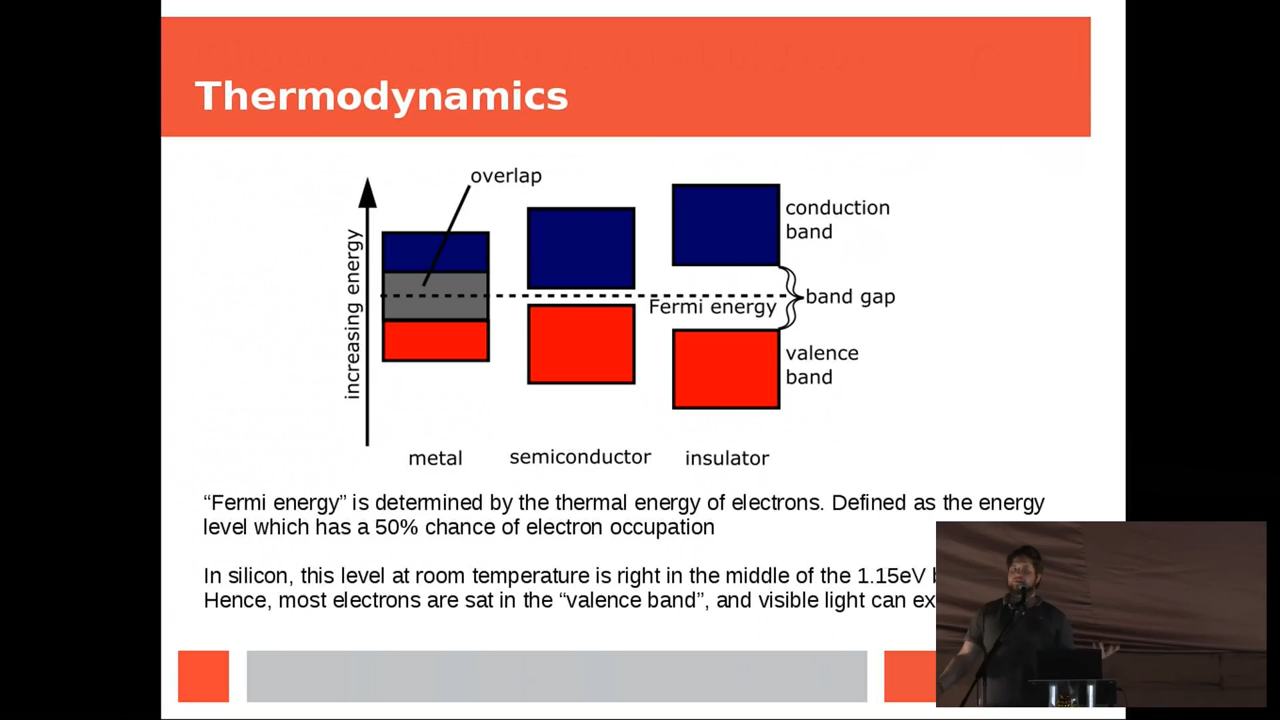 Thermodynamics
overlap
conduction
band
increasing energy
Fermi energy
band gap
valence
band
metal
semiconductor
insulator
“Fermi energy” is determined by the thermal energy of electrons. Defined as the energy
level which has a 50% chance of electron occupation
In silicon, this level at room temperature is right in the middle of the 1.15eV
Hence, most electrons are sat in the “valence band”, and visible light can